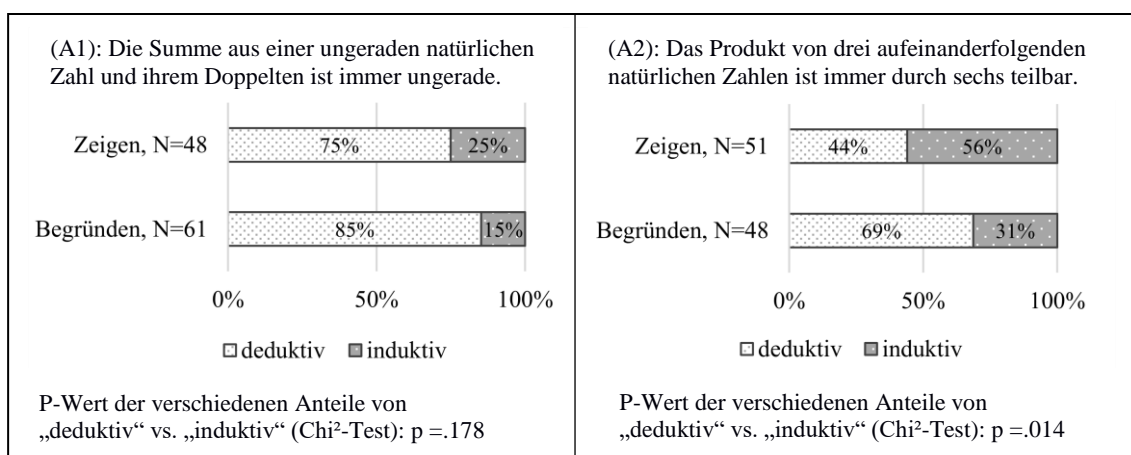 (A1): Die Summe aus einer ungeraden natürlichen
Zahl und ihrem Doppelten ist immer ungerade.
Zeigen, N=48
75%
25%
Begründen, N=61
85%
15%
0%
50%
100%
deduktiv
induktiv
P-Wert der verschiedenen Anteile von
„deduktiv“ vs. „induktiv“ (Chi²-Test): p =.178
(A2): Das Produkt von drei aufeinanderfolgenden
natürlichen Zahlen ist immer durch sechs teilbar.
Zeigen, N=51
44%
56%
Begründen, N=48
69%
31%
0%
50%
100%
deduktiv
induktiv
P-Wert der verschiedenen Anteile von
„deduktiv“ vs. „induktiv“ (Chi²-Test): p =.014